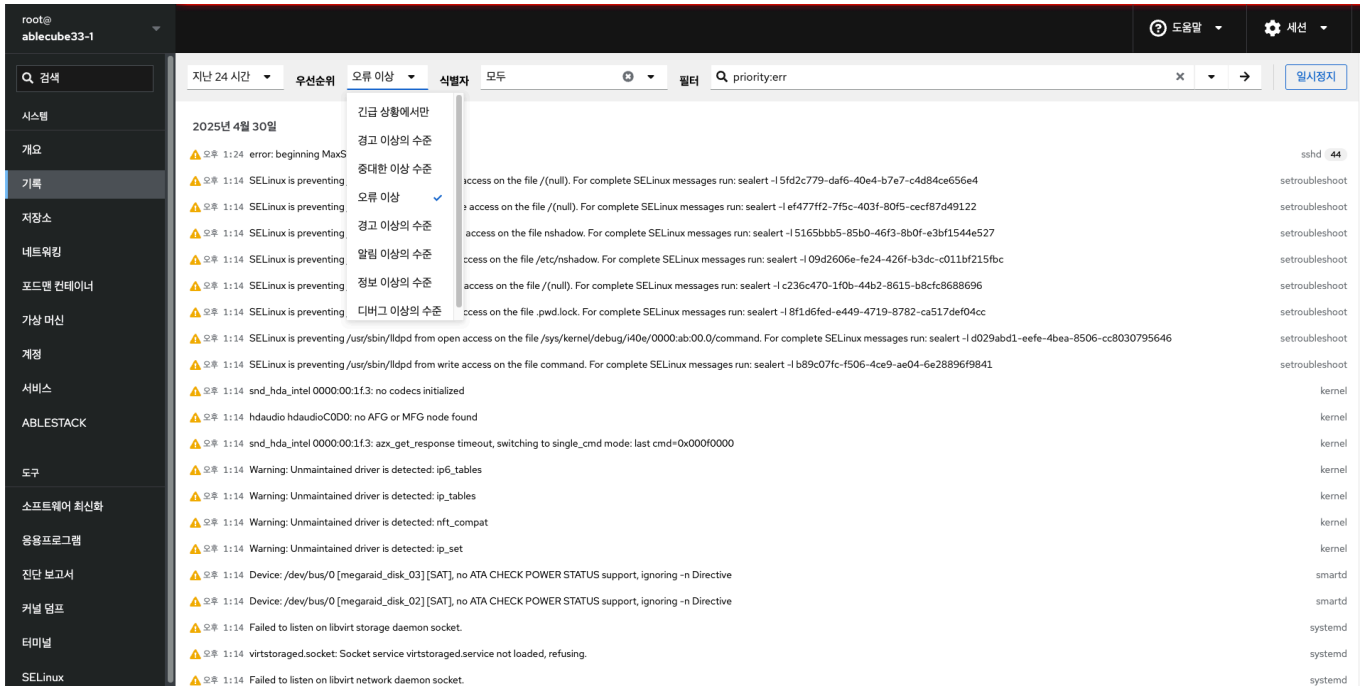 root@
ablecube33-1
도움말
세션
검색
시스템
개요
기록
저장소
네트워킹
포드맨 컨테이너
가상 머신
계정
서비스
ABLESTACK
도구
소프트웨어 최신화
응용프로그램
진단 보고서
커널 덤프
터미널
SELinux
지난 24 시간 우선순위 오류 이상 식별자 모두 필터 priority:err 일시정지
긴급 상황에서만
경고 이상의 수준
중대한 이상 수준
오류 이상
경고 이상의 수준
알림 이상의 수준
정보 이상의 수준
디버그 이상의 수준
2025년 4월 30일
오후 1:24 error: beginning MaxS sshd 44
오후 1:14 SELinux is preventing access on the file /(null). For complete SELinux messages run: sealert -l 5fd2c779-daf6-40e4-b7e7-c4d84ce656e4 setroubleshoot
오후 1:14 SELinux is preventing access on the file /(null). For complete SELinux messages run: sealert -l ef477ff2-7f5c-403f-80f5-cecf87d49122 setroubleshoot
오후 1:14 SELinux is preventing access on the file nshadow. For complete SELinux messages run: sealert -l 5165bbb5-85b0-46f3-8b0f-e3bf1544e527 setroubleshoot
오후 1:14 SELinux is preventing access on the file /etc/nshadow. For complete SELinux messages run: sealert -l 09d2606e-fe24-426f-b3dc-c011bf215fbc setroubleshoot
오후 1:14 SELinux is preventing access on the file /(null). For complete SELinux messages run: sealert -l c236c470-1f0b-44b2-8615-b8cfc8688696 setroubleshoot
오후 1:14 SELinux is preventing access on the file .pwd.lock. For complete SELinux messages run: sealert -l 8f1d6fed-e449-4719-8782-ca517def04cc setroubleshoot
오후 1:14 SELinux is preventing /usr/sbin/lldpd from open access on the file /sys/kernel/debug/i40e/0000:ab:00.0/command. For complete SELinux messages run: sealert -l d029abd1-eefe-4bea-8506-cc8030795646 setroubleshoot
오후 1:14 SELinux is preventing /usr/sbin/lldpd from write access on the file command. For complete SELinux messages run: sealert -l b89c07fc-f506-4ce9-ae04-6e28896f9841 setroubleshoot
오후 1:14 snd_hda_intel 0000:00:1f.3: no codecs initialized kernel
오후 1:14 hdaudio hdaudioC0D0: no AFG or MFG node found kernel
오후 1:14 snd_hda_intel 0000:00:1f.3: azx_get_response timeout, switching to single_cmd mode: last cmd=0x000f0000 kernel
오후 1:14 Warning: Unmaintained driver is detected: ip6_tables kernel
오후 1:14 Warning: Unmaintained driver is detected: ip_tables kernel
오후 1:14 Warning: Unmaintained driver is detected: nft_compat kernel
오후 1:14 Warning: Unmaintained driver is detected: ip_set kernel
오후 1:14 Device: /dev/bus/0 [megaraid_disk_03] [SAT], no ATA CHECK POWER STATUS support, ignoring -n Directive smartd
오후 1:14 Device: /dev/bus/0 [megaraid_disk_02] [SAT], no ATA CHECK POWER STATUS support, ignoring -n Directive smartd
오후 1:14 Failed to listen on libvirt storage daemon socket. systemd
오후 1:14 virtstoraged.socket: Socket service virtstoraged.service not loaded, refusing. systemd
오후 1:14 Failed to listen on libvirt network daemon socket. systemd